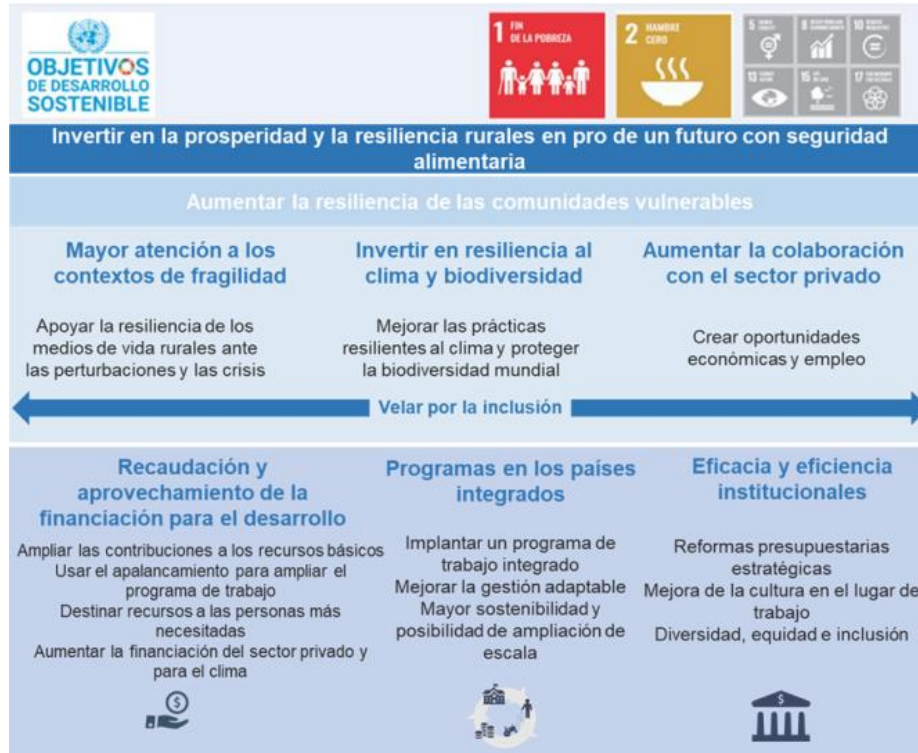 OBJETIVOS
DE DESARROLLO
SOSTENIBLE
1 FIN
DE LA POBREZA
2 HAMBRE
CERO
5
8
10
13
15
17
Invertir en la prosperidad y la resiliencia rurales en pro de un futuro con seguridad
alimentaria
Aumentar la resiliencia de las comunidades vulnerables
Mayor atención a los
contextos de fragilidad
Apoyar la resiliencia de los
medios de vida rurales ante
las perturbaciones y las crisis
Invertir en resiliencia al
clima y biodiversidad
Mejorar las prácticas
resilientes al clima y proteger
la biodiversidad mundial
Aumentar la colaboración
con el sector privado
Crear oportunidades
económicas y empleo
Velar por la inclusión
Recaudación y
aprovechamiento de la
financiación para el desarrollo
Ampliar las contribuciones a los recursos básicos
Usar el apalancamiento para ampliar el
programa de trabajo
Destinar recursos a las personas más
necesitadas
Aumentar la financiación del sector privado y
para el clima
Programas en los países
integrados
Implantar un programa de
trabajo integrado
Mejorar la gestión adaptable
Mayor sostenibilidad y
posibilidad de ampliación de
escala
Eficacia y eficiencia
institucionales
Reformas presupuestarias
estratégicas
Mejora de la cultura en el lugar de
trabajo
Diversidad, equidad e inclusión